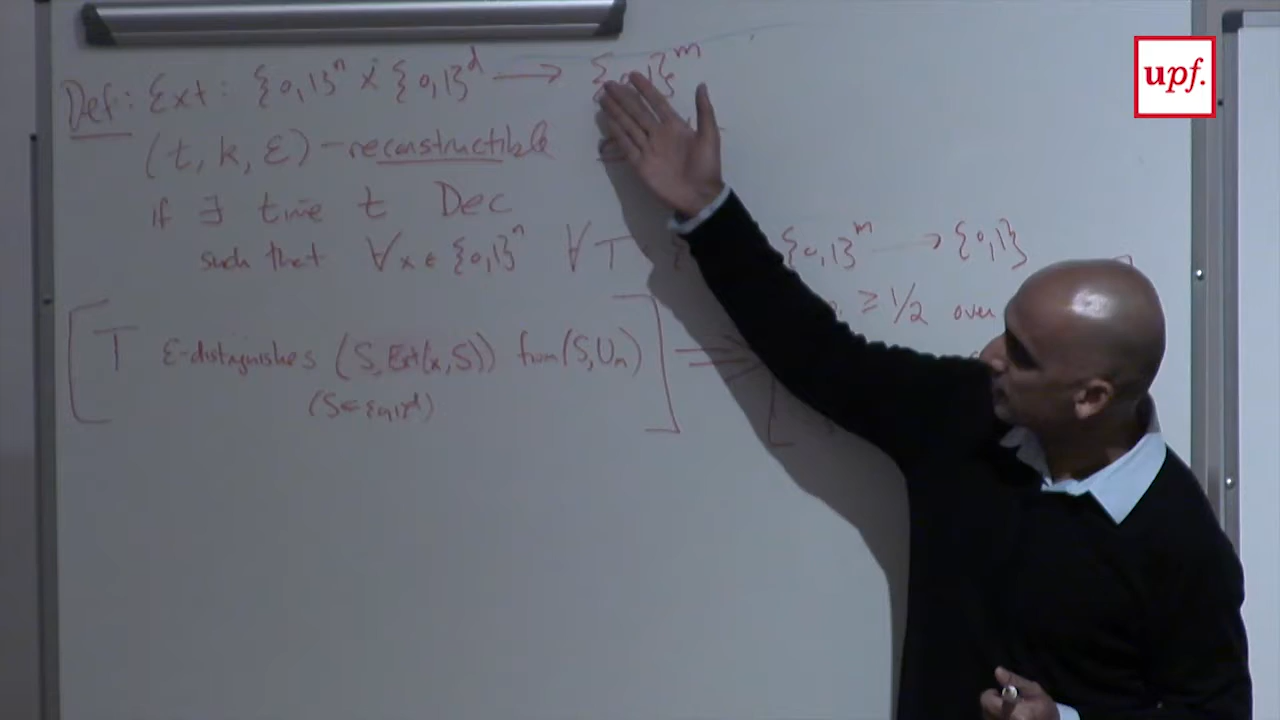 upf.
Def: Ext: {0,1}ⁿ × {0,1}ᵈ → {0,1}ᵐ
(t, k, ε)-reconstructible
if ∃ time t Dec
such that ∀x∈{0,1}ⁿ ∀T {0,1}ᵐ → {0,1}
≥ 1/2 over
T ε-distinguishes (S, Ext(x,S)) from (S,Uₘ) ⟹
(S∈{0,1}ᵈ)